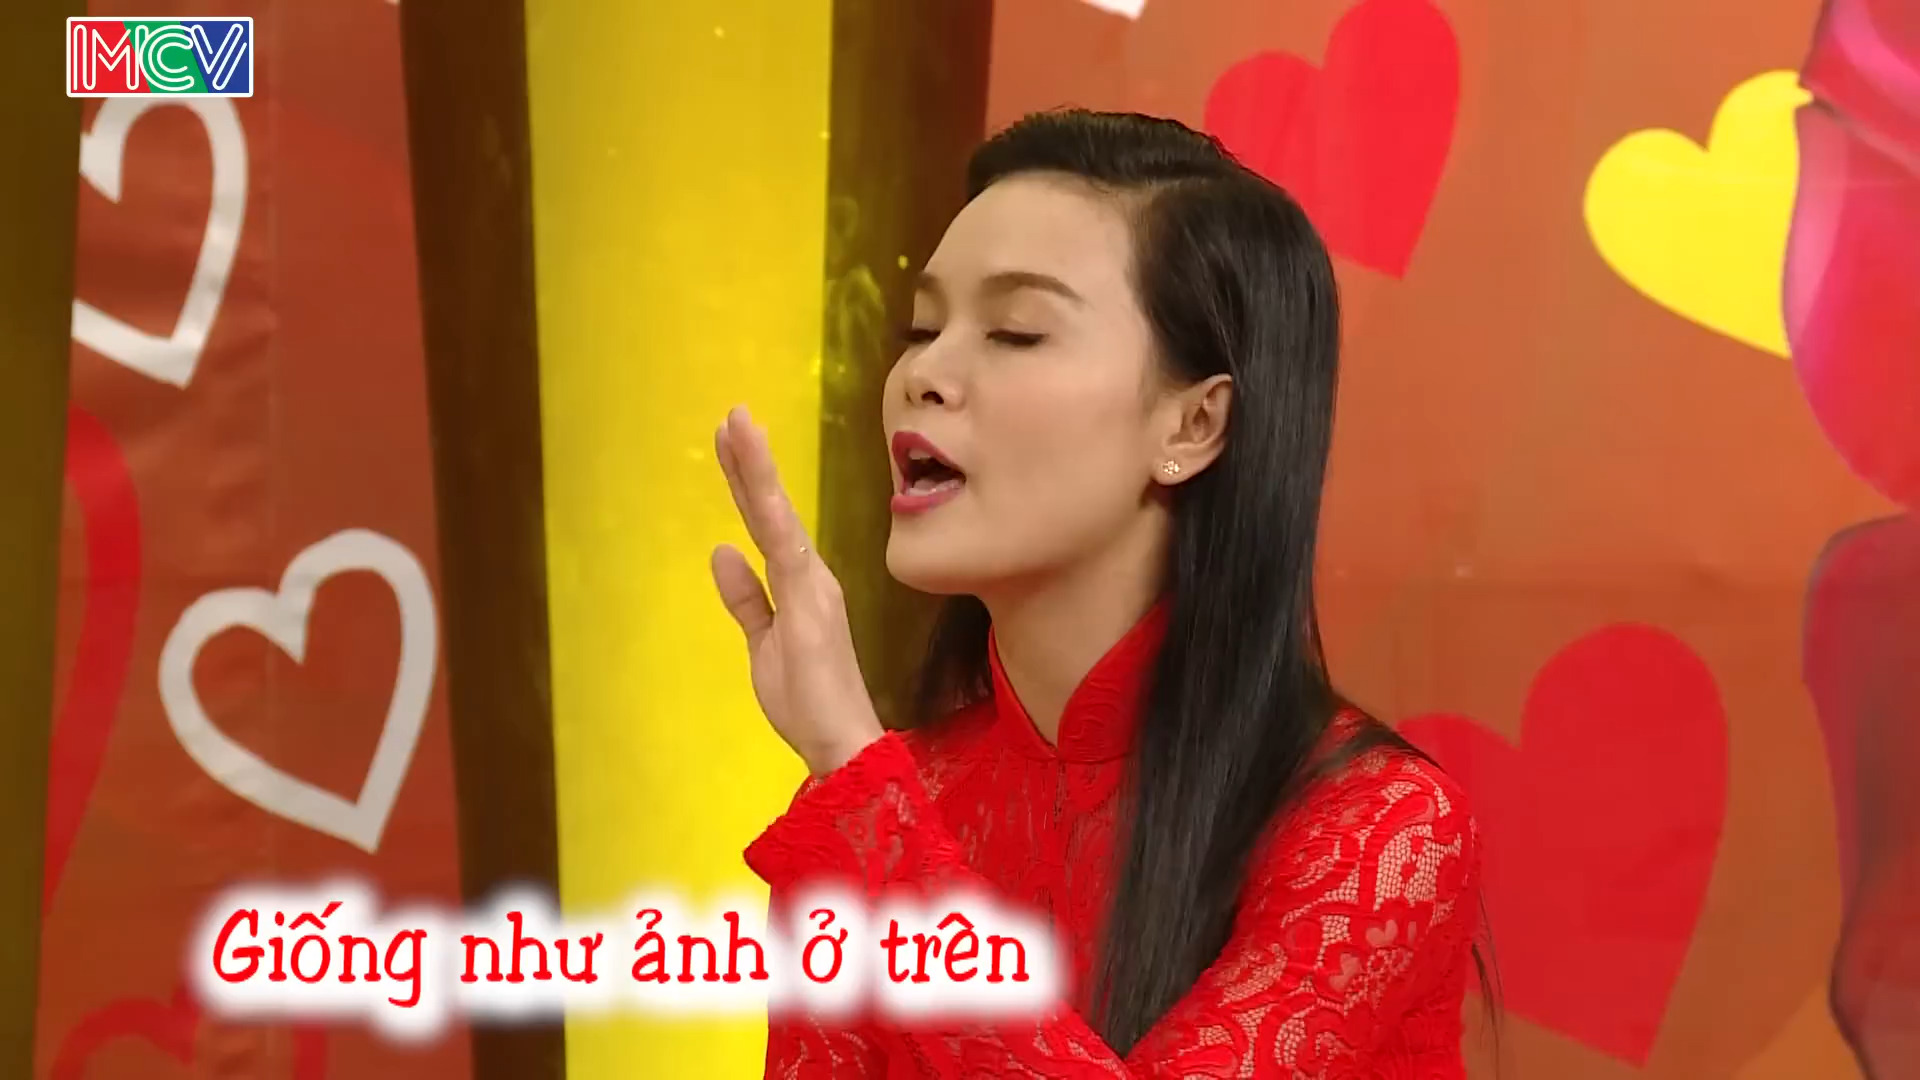 MCV
Giống như ảnh ở trên